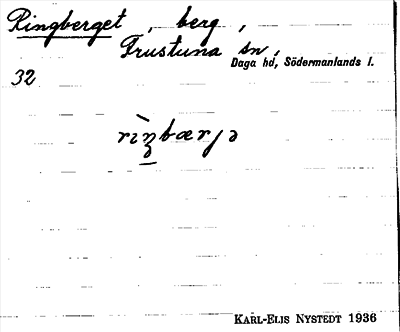 Ringberget, berg,
Frustuna sn,
Daga hd, Södermanlands l.
32
KARL-ELIS NYSTEDT 1936